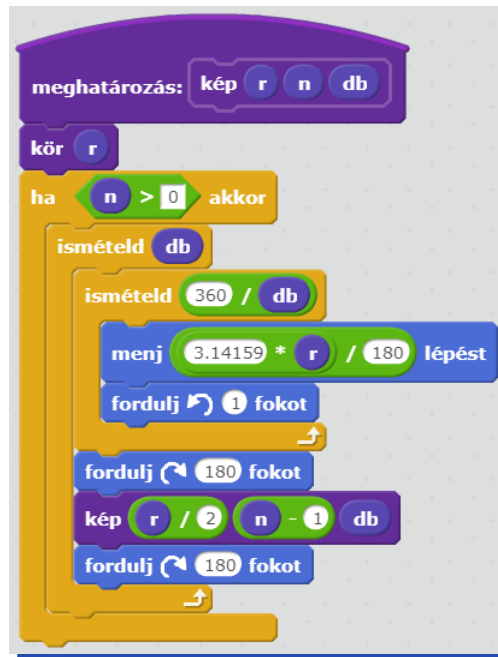 meghatározás: kép r n db
kör r
ha n > 0 akkor
ismételd db
ismételd 360 / db
menj 3.14159 * r / 180 lépést
fordulj 1 fokot
fordulj 180 fokot
kép r / 2 n - 1 db
fordulj 180 fokot